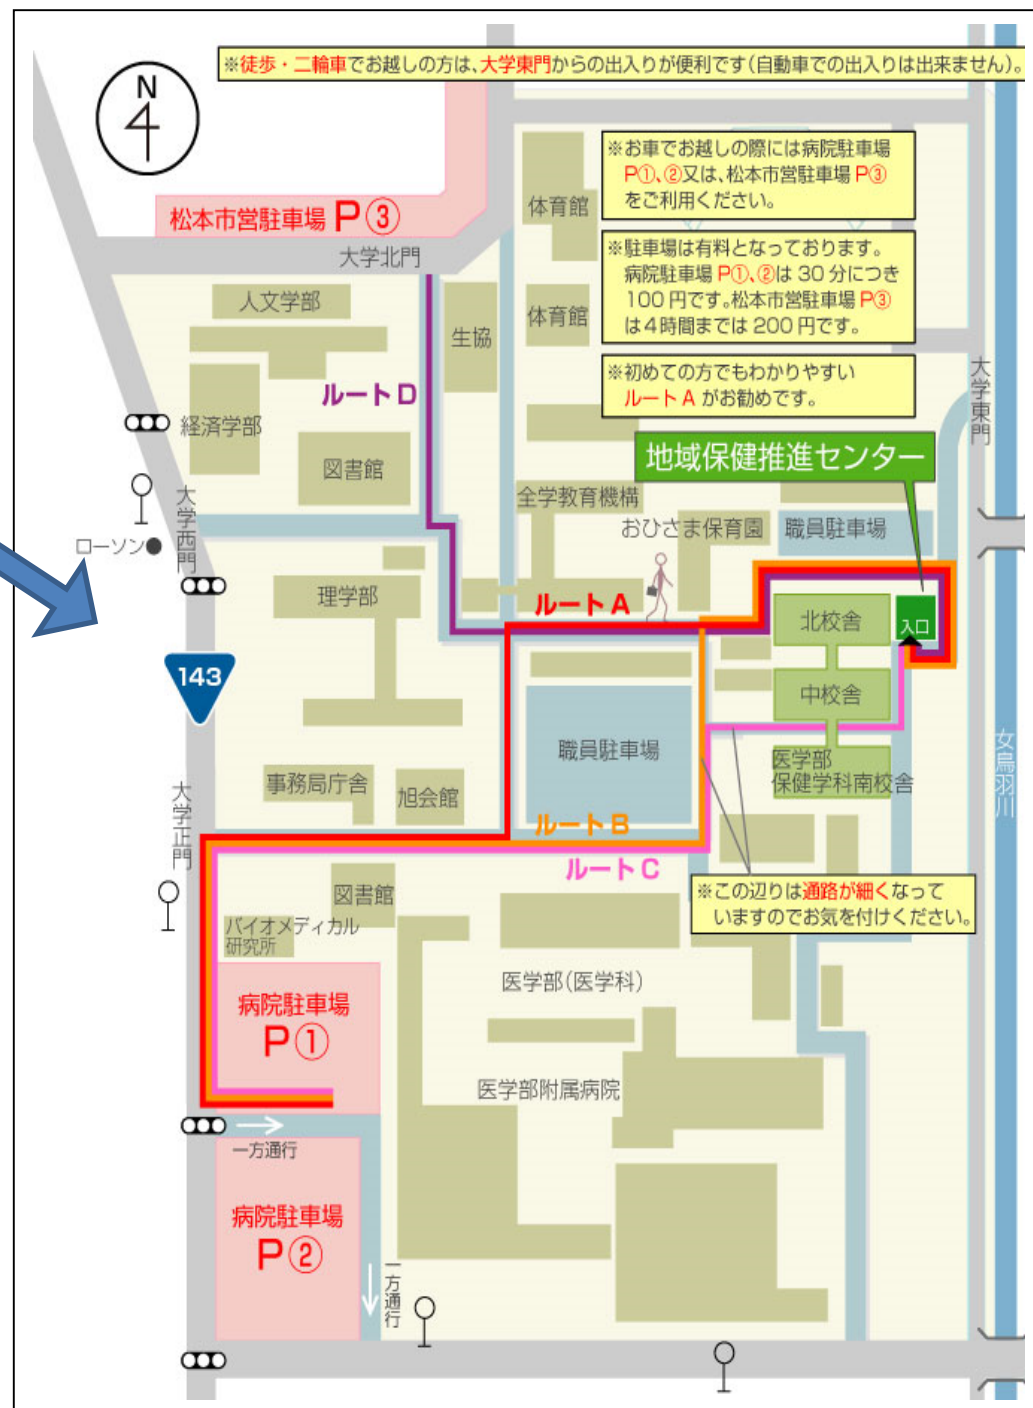 N
※徒歩・二輪車でお越しの方は、大学東門からの出入りが便利です(自動車での出入りは出来ません)。
※お車でお越しの際には病院駐車場
P①、②又は、松本市営駐車場 P③
をご利用ください。
体育館
松本市営駐車場 P③
大学北門
※駐車場は有料となっております。
病院駐車場 P①、②は 30 分につき
100 円です。松本市営駐車場 P③
は4時間までは 200 円です。
人文学部
生協
体育館
※初めての方でもわかりやすい
ルート A がお勧めです。
大学東門
ルート D
経済学部
図書館
地域保健推進センター
大学西門
全学教育機構
おひさま保育園
職員駐車場
ローソン
理学部
ルート A
北校舎
入口
143
中校舎
職員駐車場
女鳥羽川
医学部
保健学科南校舎
事務局庁舎
旭会館
大学正門
ルート B
ルート C
図書館
※この辺りは通路が細くなって
いますのでお気を付けください。
バイオメディカル
研究所
医学部(医学科)
病院駐車場
P①
医学部附属病院
一方通行
病院駐車場
P②
一方通行